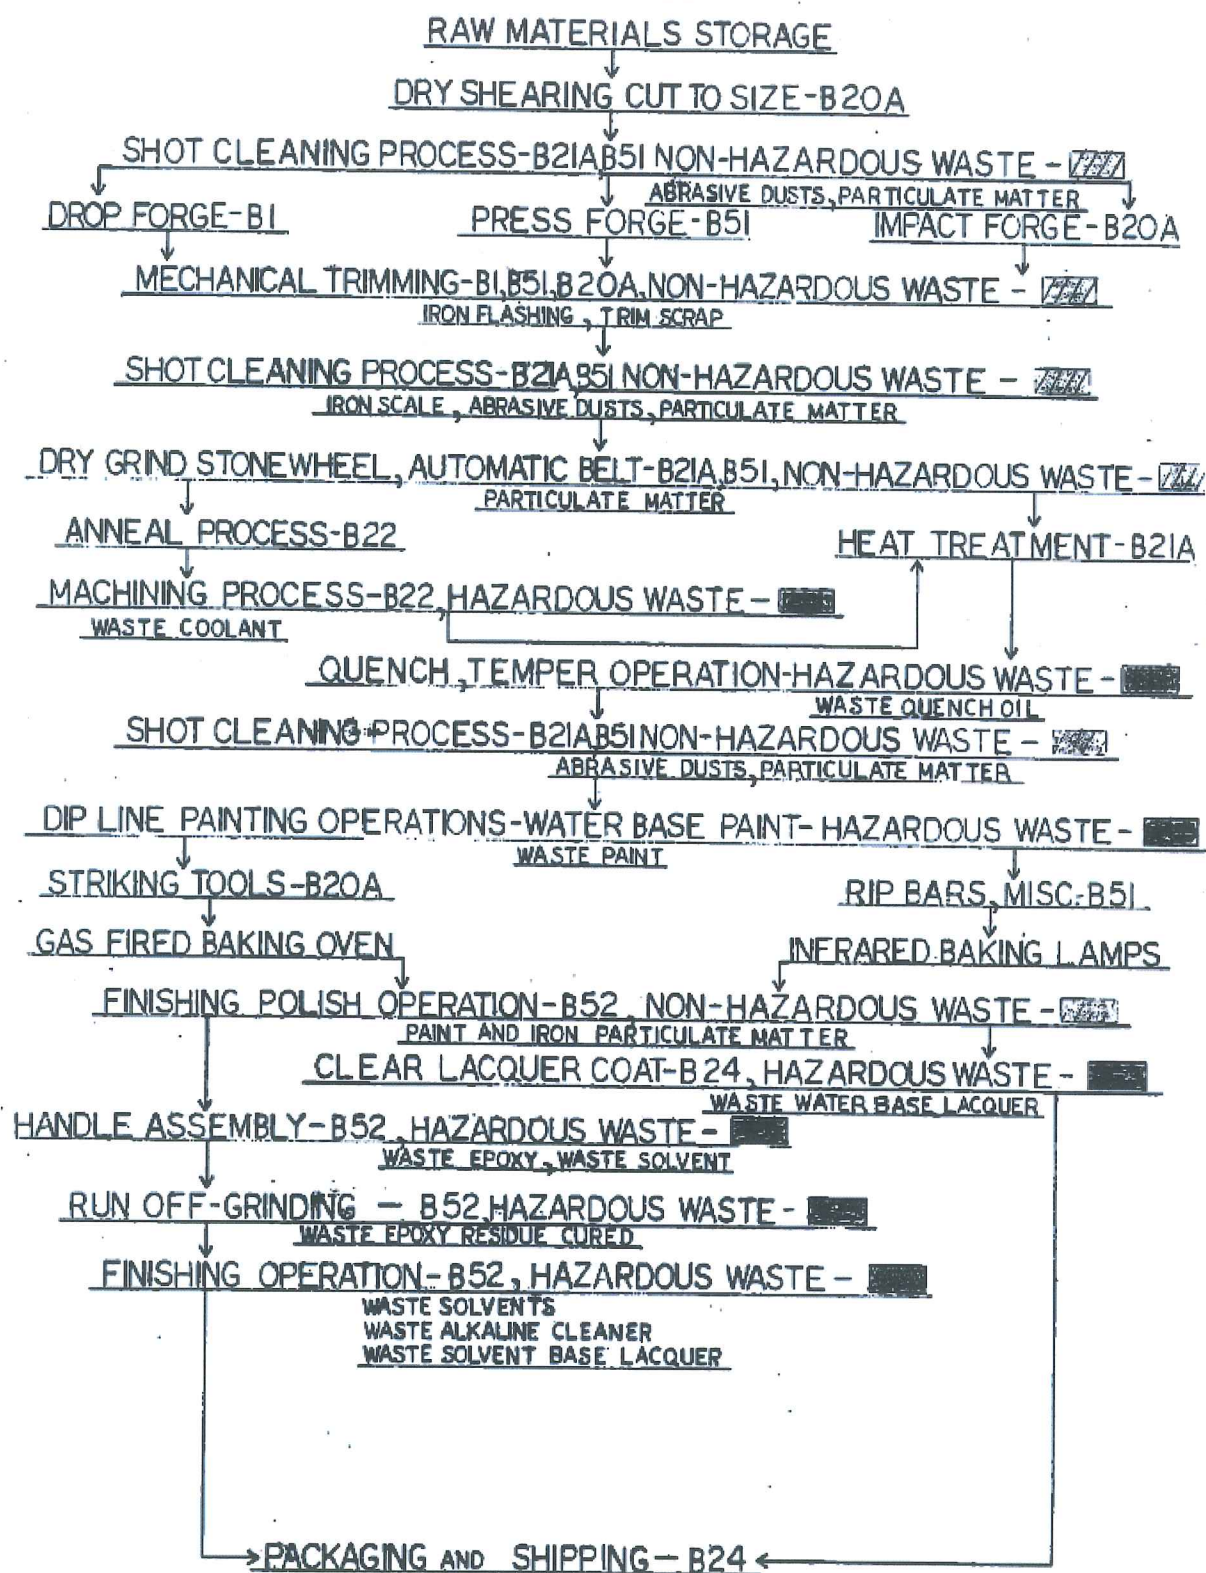 RAW MATERIALS STORAGE
DRY SHEARING CUT TO SIZE-B20A
SHOT CLEANING PROCESS-B21A,B51 NON-HAZARDOUS WASTE -
ABRASIVE DUSTS, PARTICULATE MATTER
DROP FORGE-B1 PRESS FORGE-B51 IMPACT FORGE-B20A
MECHANICAL TRIMMING-B1,B51,B20A,NON-HAZARDOUS WASTE -
IRON FLASHING, TRIM SCRAP
SHOT CLEANING PROCESS-B21A,B51 NON-HAZARDOUS WASTE -
IRON SCALE, ABRASIVE DUSTS, PARTICULATE MATTER
DRY GRIND STONEWHEEL, AUTOMATIC BELT-B21A,B51, NON-HAZARDOUS WASTE-
PARTICULATE MATTER
ANNEAL PROCESS-B22 HEAT TREATMENT-B21A
MACHINING PROCESS-B22, HAZARDOUS WASTE-
WASTE COOLANT
QUENCH, TEMPER OPERATION-HAZARDOUS WASTE-
WASTE QUENCH OIL
SHOT CLEANING PROCESS-B21A,B51 NON-HAZARDOUS WASTE -
ABRASIVE DUSTS, PARTICULATE MATTER
DIP LINE PAINTING OPERATIONS-WATER BASE PAINT-HAZARDOUS WASTE-
WASTE PAINT
STRIKING TOOLS-B20A RIP BARS, MISC.-B51
GAS FIRED BAKING OVEN INFRARED BAKING LAMPS
FINISHING POLISH OPERATION-B52, NON-HAZARDOUS WASTE-
PAINT AND IRON PARTICULATE MATTER
CLEAR LACQUER COAT-B24, HAZARDOUS WASTE-
WASTE WATER BASE LACQUER
HANDLE ASSEMBLY-B52, HAZARDOUS WASTE-
WASTE EPOXY, WASTE SOLVENT
RUN OFF-GRINDING - B52, HAZARDOUS WASTE-
WASTE EPOXY RESIDUE CURED
FINISHING OPERATION-B52, HAZARDOUS WASTE -
WASTE SOLVENTS
WASTE ALKALINE CLEANER
WASTE SOLVENT BASE LACQUER
PACKAGING AND SHIPPING-B24